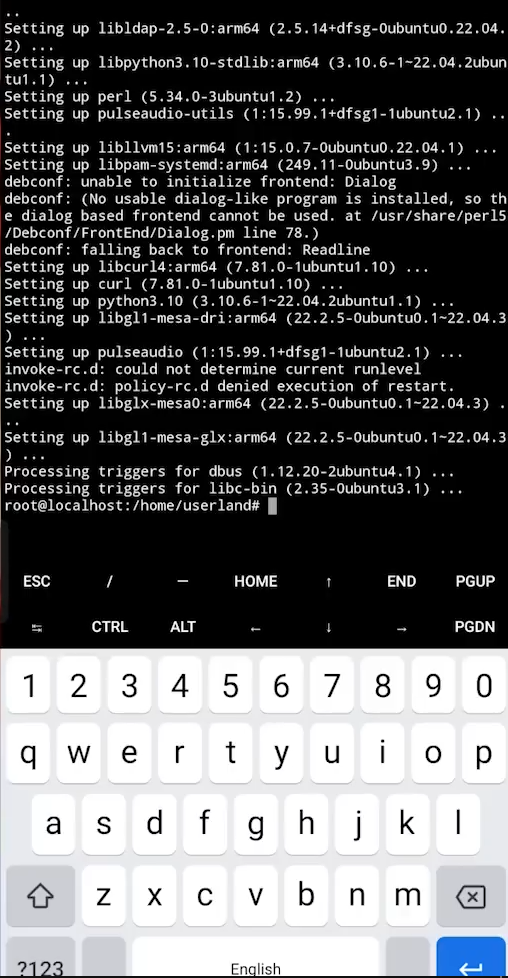 ..
Setting up libldap-2.5-0:arm64 (2.5.14+dfsg-0ubuntu0.22.04.
2) ...
Setting up libpython3.10-stdlib:arm64 (3.10.6-1~22.04.2ubun
tu1.1) ...
Setting up perl (5.34.0-3ubuntu1.2) ...
Setting up pulseaudio-utils (1:15.99.1+dfsg1-1ubuntu2.1) ..
.
Setting up libllvm15:arm64 (1:15.0.7-0ubuntu0.22.04.1) ...
Setting up libpam-systemd:arm64 (249.11-0ubuntu3.9) ...
debconf: unable to initialize frontend: Dialog
debconf: (No usable dialog-like program is installed, so th
e dialog based frontend cannot be used. at /usr/share/perl5
/Debconf/FrontEnd/Dialog.pm line 78.)
debconf: falling back to frontend: Readline
Setting up libcurl4:arm64 (7.81.0-1ubuntu1.10) ...
Setting up curl (7.81.0-1ubuntu1.10) ...
Setting up python3.10 (3.10.6-1~22.04.2ubuntu1.1) ...
Setting up libgl1-mesa-dri:arm64 (22.2.5-0ubuntu0.1~22.04.3
) ...
Setting up pulseaudio (1:15.99.1+dfsg1-1ubuntu2.1) ...
invoke-rc.d: could not determine current runlevel
invoke-rc.d: policy-rc.d denied execution of restart.
Setting up libglx-mesa0:arm64 (22.2.5-0ubuntu0.1~22.04.3) .
..
Setting up libgl1-mesa-glx:arm64 (22.2.5-0ubuntu0.1~22.04.3
) ...
Processing triggers for dbus (1.12.20-2ubuntu4.1) ...
Processing triggers for libc-bin (2.35-0ubuntu3.1) ...
root@localhost:/home/userland#
ESC / — HOME ↑ END PGUP
↹ CTRL ALT ← ↓ → PGDN
1 2 3 4 5 6 7 8 9 0
q w e r t y u i o p
a s d f g h j k l
z x c v b n m
?123 English